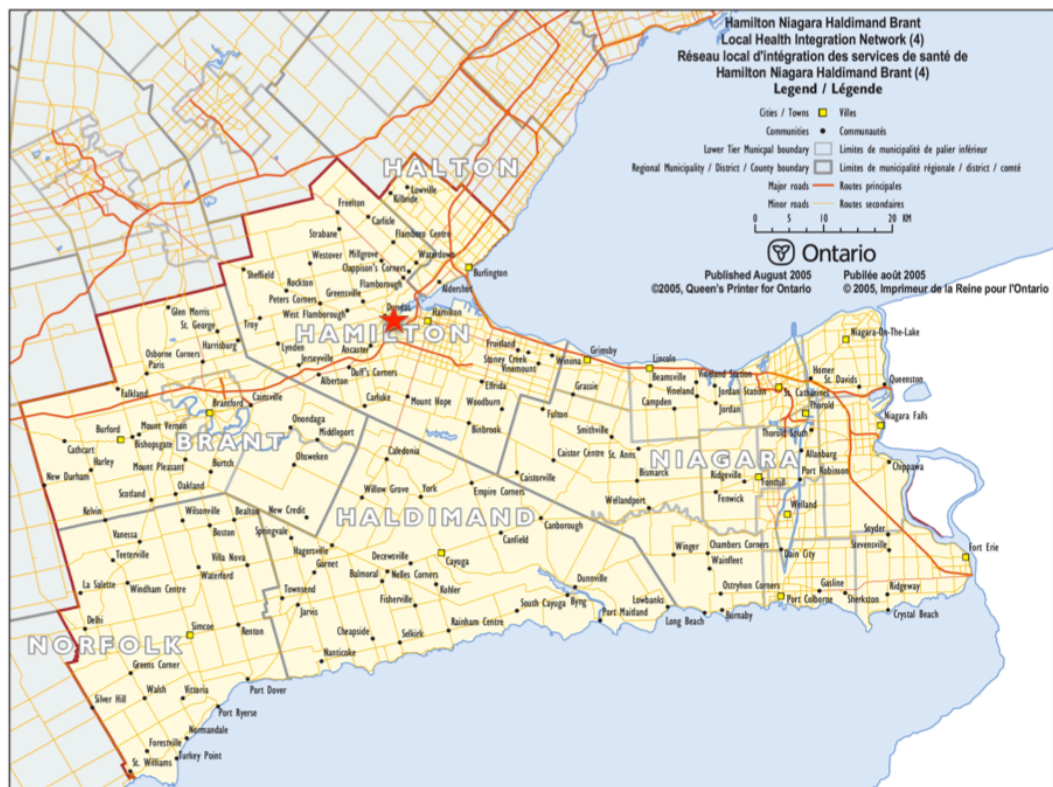 Hamilton Niagara Haldimand Brant
Local Health Integration Network (4)
Réseau local d'intégration des services de santé de
Hamilton Niagara Haldimand Brant (4)
Legend / Légende
Cities / Towns Villes
Communities Communautés
Lower Tier Municpal boundary Limites de municipalité de palier inférieur
Regional Municipality / District / County boundary Limites de municipalité régionale / district / comté
Major roads Routes principales
Minor roads Routes secondaires
0 5 10 20 KM
Ontario
Published August 2005 Publiée août 2005
©2005, Queen's Printer for Ontario © 2005, Imprimeur de la Reine pour l'Ontario
HALTON
Lowville
Kilbride
Freelton
Carlisle
Strabane
Flamboro Centre
Westover
Millgrove
Waterdown
Clappison's Corners
Burlington
Sheffield
Rockton
Flamborough
Aldershot
Peters Corners
Greensville
Glen Morris
West Flamborough
Dundas
Hamilton
St. George
Troy
HAMILTON
Harrisburg
Lynden
Ancaster
Fruitland
Stoney Creek
Winona
Grimsby
Vinemount
Osborne Corners
Paris
Jerseyville
Duff's Corners
Alberton
Elfrida
Grassie
Lincoln
Beamsville
Vineland Station
Homer
St. Davids
Niagara-On-The-Lake
Queenston
Falkland
Cainsville
Brantford
Carluke
Mount Hope
Woodburn
Fulton
Campden
Vineland
Jordan Station
Jordan
St. Catharines
Thorold
Niagara Falls
Burford
Mount Vernon
Bishopsgate
BRANT
Onondaga
Middleport
Binbrook
Smithville
Thorold South
Cathcart
Harley
Mount Pleasant
Burtch
Ohsweken
Caledonia
Caistor Centre
St. Anns
NIAGARA
Allanburg
Chippawa
New Durham
Scotland
Oakland
Willow Grove
York
Empire Corners
Caistorville
Bismarck
Ridgeville
Fonthill
Port Robinson
Kelvin
Wilsonville
Bealton
New Credit
HALDIMAND
Wellandport
Fenwick
Welland
Vanessa
Boston
Springvale
Hagersville
Canborough
Canfield
Snyder
Teeterville
Villa Nova
Garnet
Decewsville
Cayuga
Winger
Chambers Corners
Dain City
Stevensville
Fort Erie
Waterford
Balmoral
Nelles Corners
Wainfleet
La Salette
Windham Centre
Townsend
Kohler
Dunnville
Ostryhon Corners
Gasline
Ridgeway
Jarvis
Fisherville
South Cayuga
Byng
Port Maitland
Lowbanks
Port Colborne
Sherkston
Delhi
Simcoe
Renton
Cheapside
Selkirk
Rainham Centre
Long Beach
Burnaby
Crystal Beach
NORFOLK
Nanticoke
Greens Corner
Silver Hill
Walsh
Vittoria
Port Dover
Port Ryerse
Normandale
Forestville
Turkey Point
St. Williams